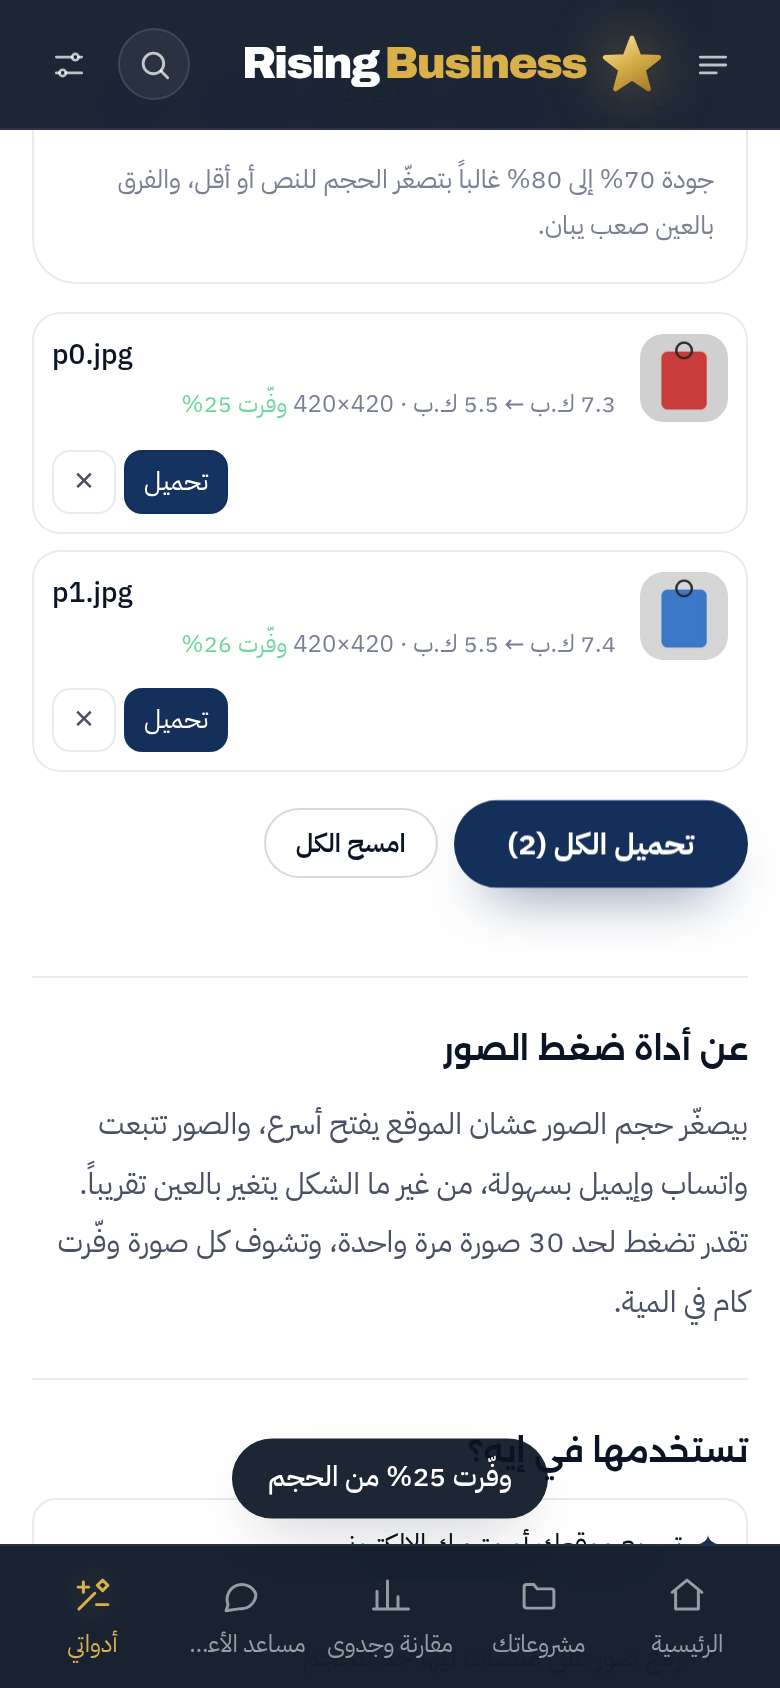 Rising Business
جودة 70% إلى 80% غالباً بتصغّر الحجم للنص أو أقل، والفرق
بالعين صعب يبان.
p0.jpg
7.3 ك.ب ← 5.5 ك.ب · 420×420 وفّرت 25%
تحميل ✕
p1.jpg
7.4 ك.ب ← 5.5 ك.ب · 420×420 وفّرت 26%
تحميل ✕
تحميل الكل (2) امسح الكل
عن أداة ضغط الصور
بيصغّر حجم الصور عشان الموقع يفتح أسرع، والصور تتبعت
واتساب وإيميل بسهولة، من غير ما الشكل يتغير بالعين تقريباً.
تقدر تضغط لحد 30 صورة مرة واحدة، وتشوف كل صورة وفّرت
كام في المية.
تستخدمها في إيه؟
وفّرت 25% من الحجم
الرئيسية مشروعاتك مقارنة وجدوى مساعد الأعـ... أدواتي